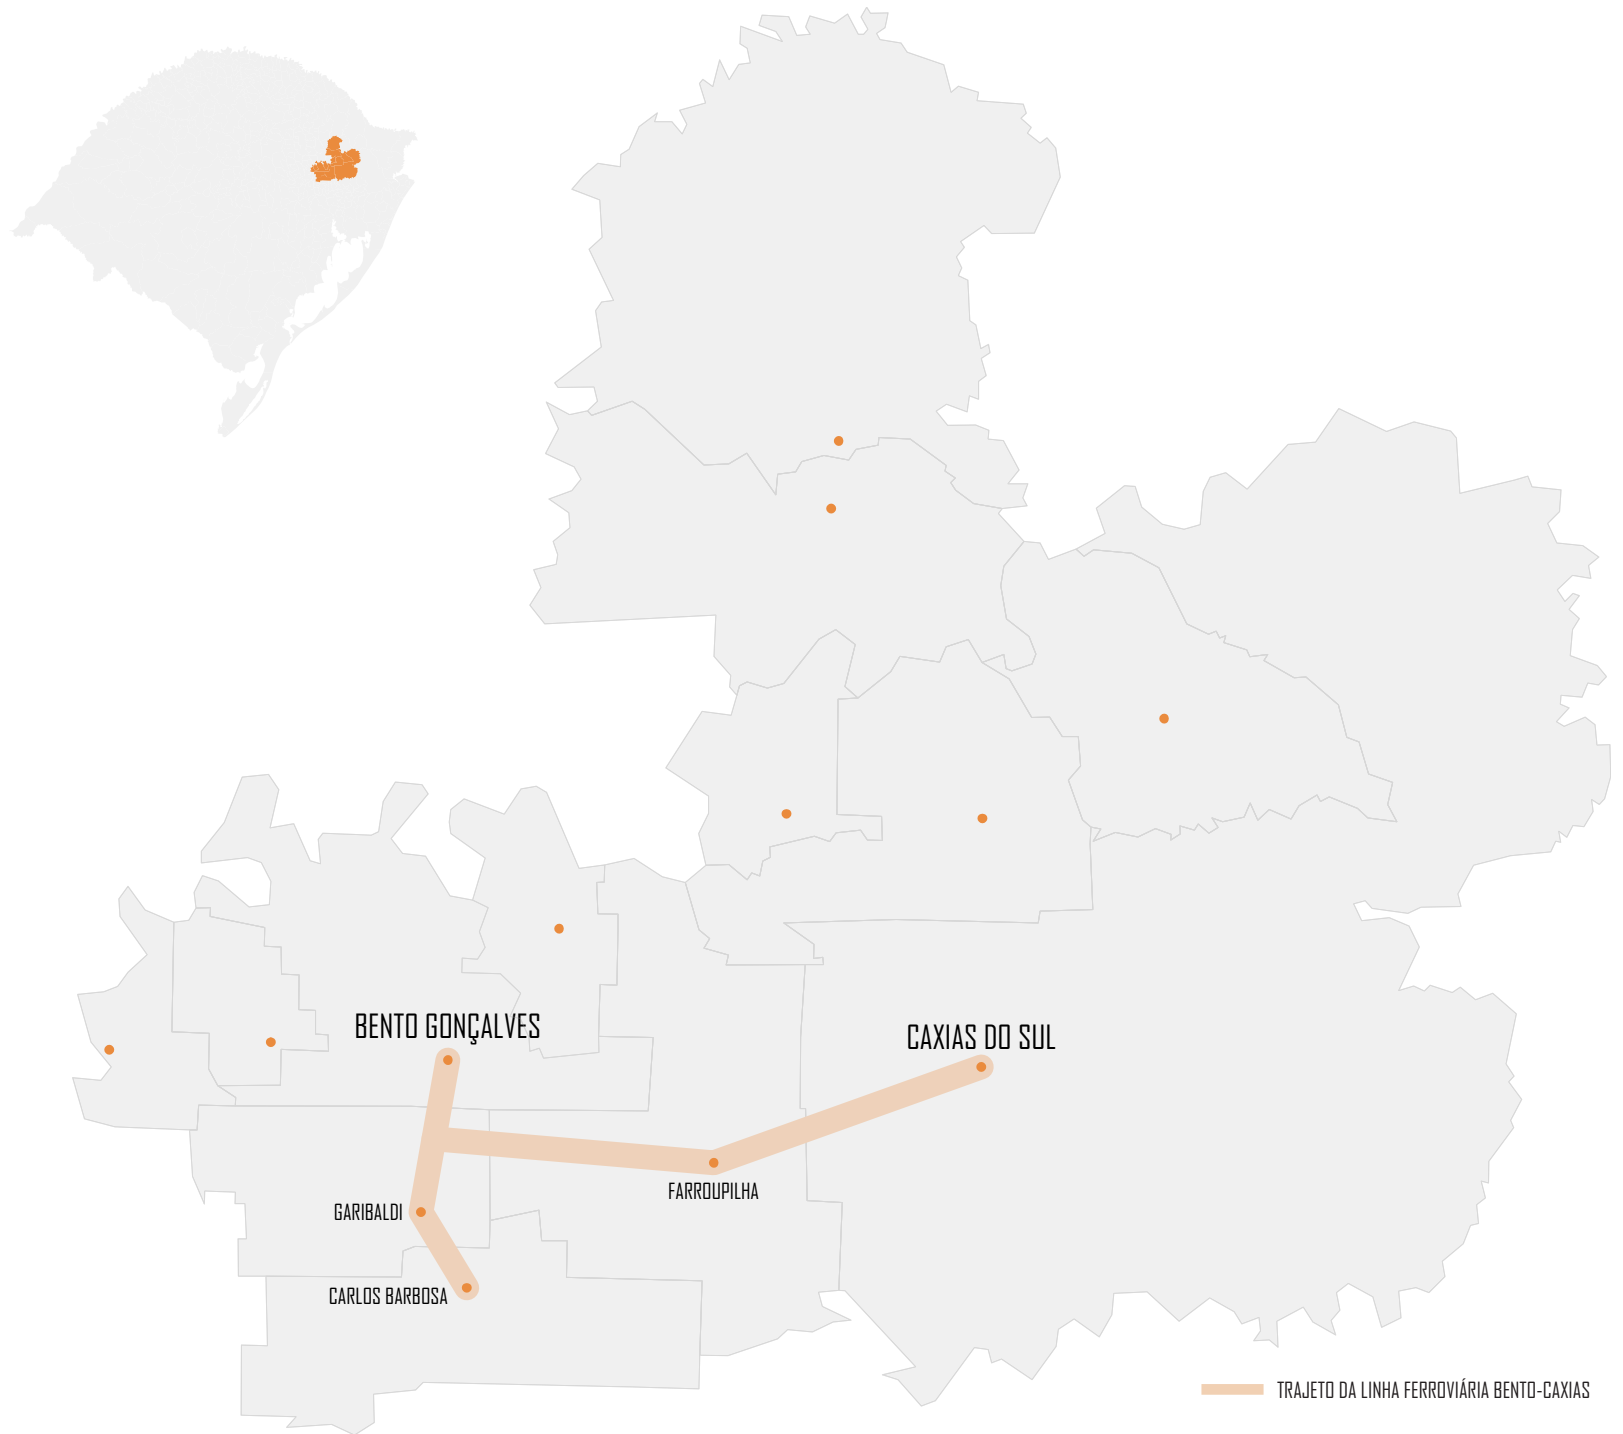 BENTO GONÇALVES
CAXIAS DO SUL
FARROUPILHA
GARIBALDI
CARLOS BARBOSA
TRAJETO DA LINHA FERROVIÁRIA BENTO-CAXIAS